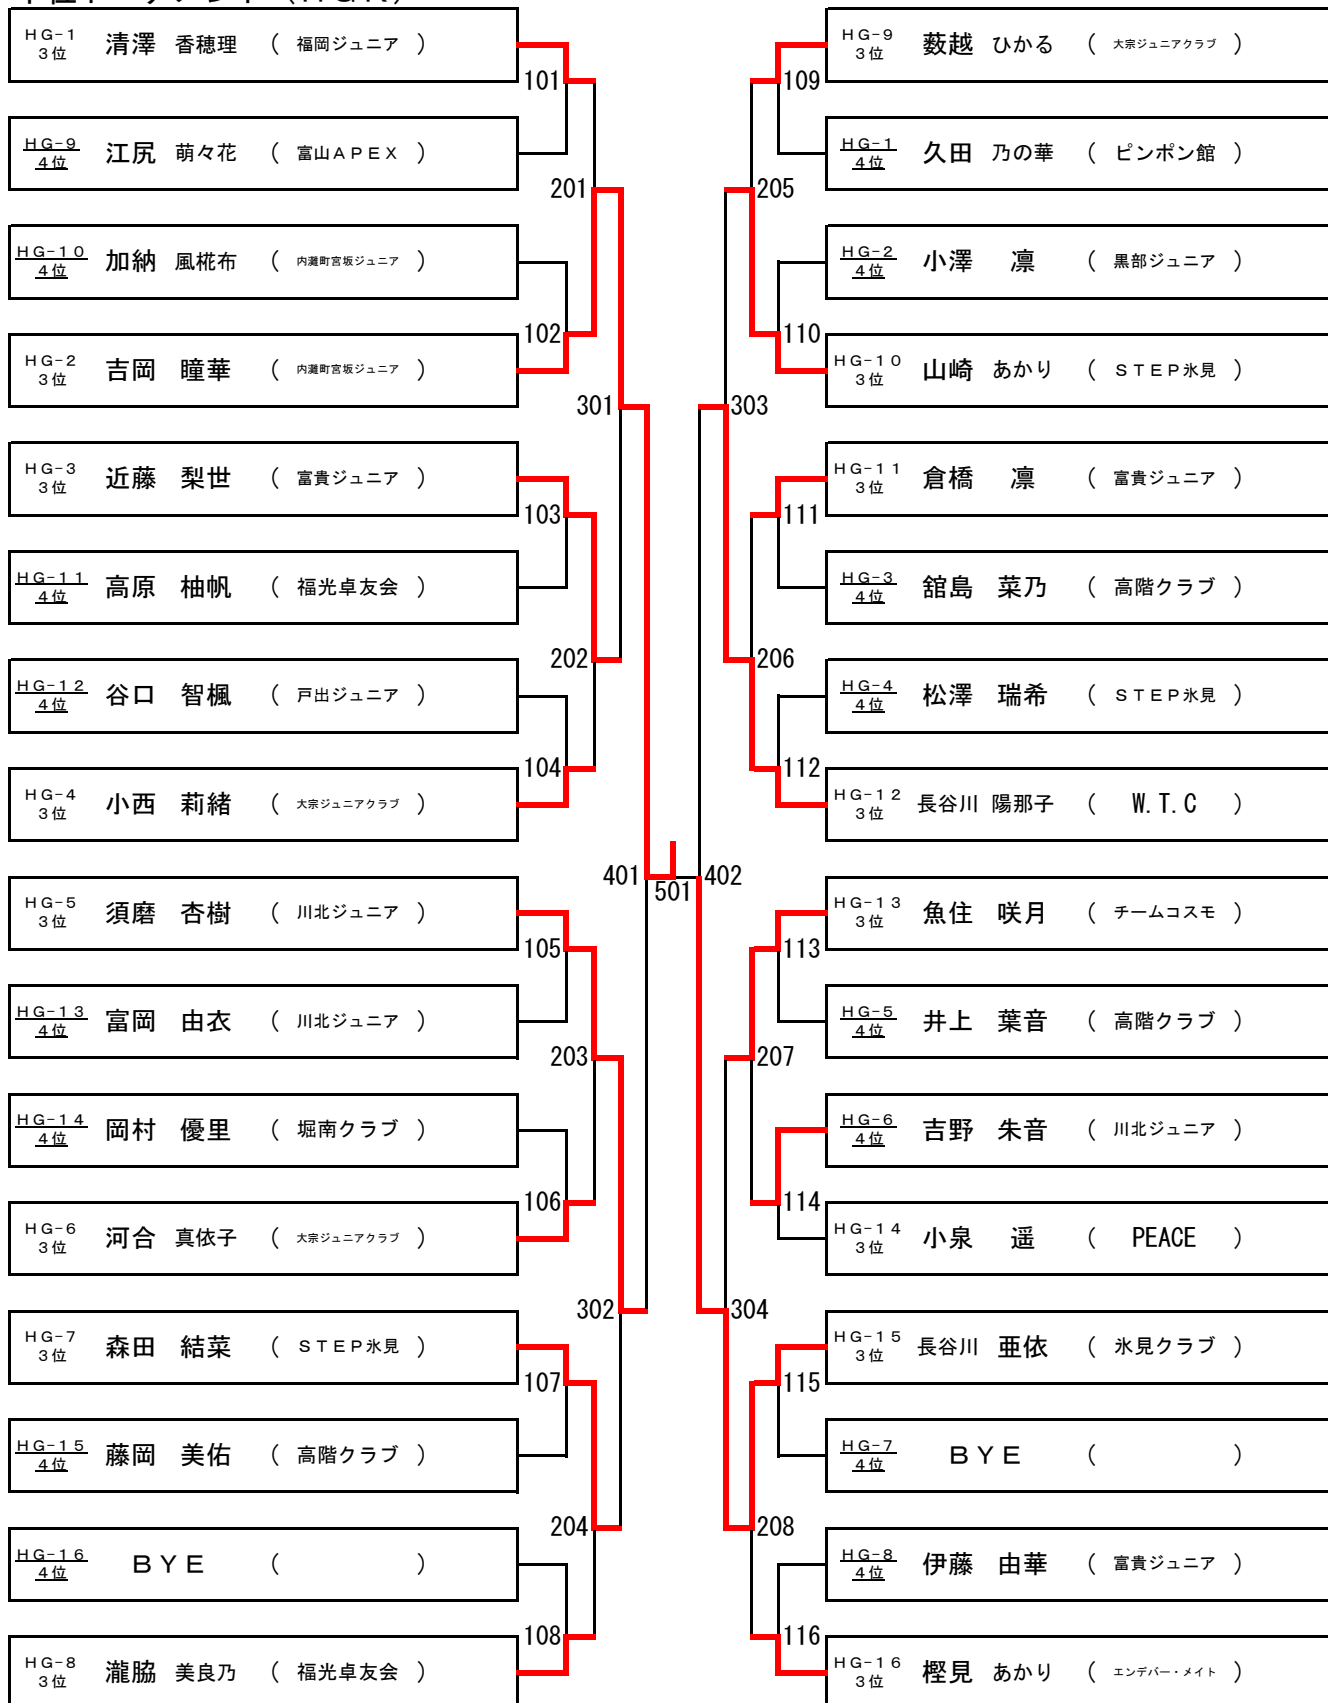 HG-1 3位 清澤 香穂理 ( 福岡ジュニア )
101
HG-9 4位 江尻 萌々花 ( 富山APEX )
201
HG-10 4位 加納 風椛布 ( 内灘町宮坂ジュニア )
102
HG-2 3位 吉岡 瞳華 ( 内灘町宮坂ジュニア )
301
HG-3 3位 近藤 梨世 ( 富貴ジュニア )
103
HG-11 4位 高原 柚帆 ( 福光卓友会 )
202
HG-12 4位 谷口 智楓 ( 戸出ジュニア )
104
HG-4 3位 小西 莉緒 ( 大宗ジュニアクラブ )
401
501
402
HG-5 3位 須磨 杏樹 ( 川北ジュニア )
105
HG-13 4位 富岡 由衣 ( 川北ジュニア )
203
HG-14 4位 岡村 優里 ( 堀南クラブ )
106
HG-6 3位 河合 真依子 ( 大宗ジュニアクラブ )
302
HG-7 3位 森田 結菜 ( STEP氷見 )
107
HG-15 4位 藤岡 美佑 ( 高階クラブ )
204
HG-16 4位 BYE ( )
108
HG-8 3位 瀧脇 美良乃 ( 福光卓友会 )
HG-9 3位 薮越 ひかる ( 大宗ジュニアクラブ )
109
HG-1 4位 久田 乃の華 ( ピンポン館 )
205
HG-2 4位 小澤 凛 ( 黒部ジュニア )
110
HG-10 3位 山崎 あかり ( STEP氷見 )
303
HG-11 3位 倉橋 凛 ( 富貴ジュニア )
111
HG-3 4位 舘島 菜乃 ( 高階クラブ )
206
HG-4 4位 松澤 瑞希 ( STEP氷見 )
112
HG-12 3位 長谷川 陽那子 ( W.T.C )
HG-13 3位 魚住 咲月 ( チームコスモ )
113
HG-5 4位 井上 葉音 ( 高階クラブ )
207
HG-6 4位 吉野 朱音 ( 川北ジュニア )
114
HG-14 3位 小泉 遥 ( PEACE )
304
HG-15 3位 長谷川 亜依 ( 氷見クラブ )
115
HG-7 4位 BYE ( )
208
HG-8 4位 伊藤 由華 ( 富貴ジュニア )
116
HG-16 3位 樫見 あかり ( エンデバー・メイト )